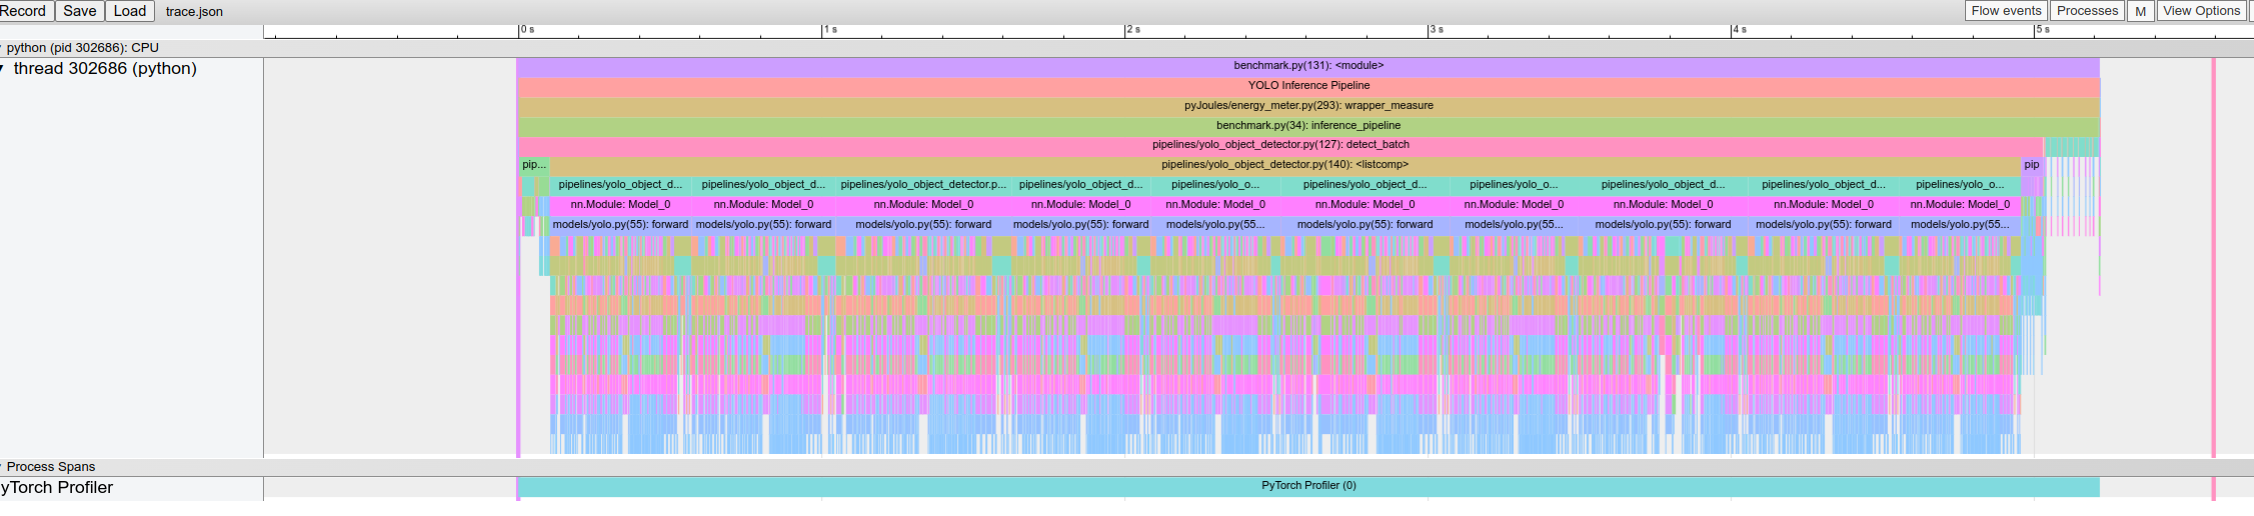 Record Save Load trace.json Flow events Processes M View Options
0 s 1 s 2 s 3 s 4 s 5 s
python (pid 302686): CPU
thread 302686 (python)
benchmark.py(131): <module>
YOLO Inference Pipeline
pyJoules/energy_meter.py(293): wrapper_measure
benchmark.py(34): inference_pipeline
pipelines/yolo_object_detector.py(127): detect_batch
pip... pipelines/yolo_object_detector.py(140): <listcomp> pip
pipelines/yolo_object_d... pipelines/yolo_object_d... pipelines/yolo_object_detector.p... pipelines/yolo_object_d... pipelines/yolo_o... pipelines/yolo_object_d... pipelines/yolo_o... pipelines/yolo_object_d... pipelines/yolo_object_d... pipelines/yolo_o...
nn.Module: Model_0 nn.Module: Model_0 nn.Module: Model_0 nn.Module: Model_0 nn.Module: Model_0 nn.Module: Model_0 nn.Module: Model_0 nn.Module: Model_0 nn.Module: Model_0 nn.Module: Model_0
models/yolo.py(55): forward models/yolo.py(55): forward models/yolo.py(55): forward models/yolo.py(55): forward models/yolo.py(55... models/yolo.py(55): forward models/yolo.py(55... models/yolo.py(55): forward models/yolo.py(55): forward models/yolo.py(55...
Process Spans
yTorch Profiler PyTorch Profiler (0)